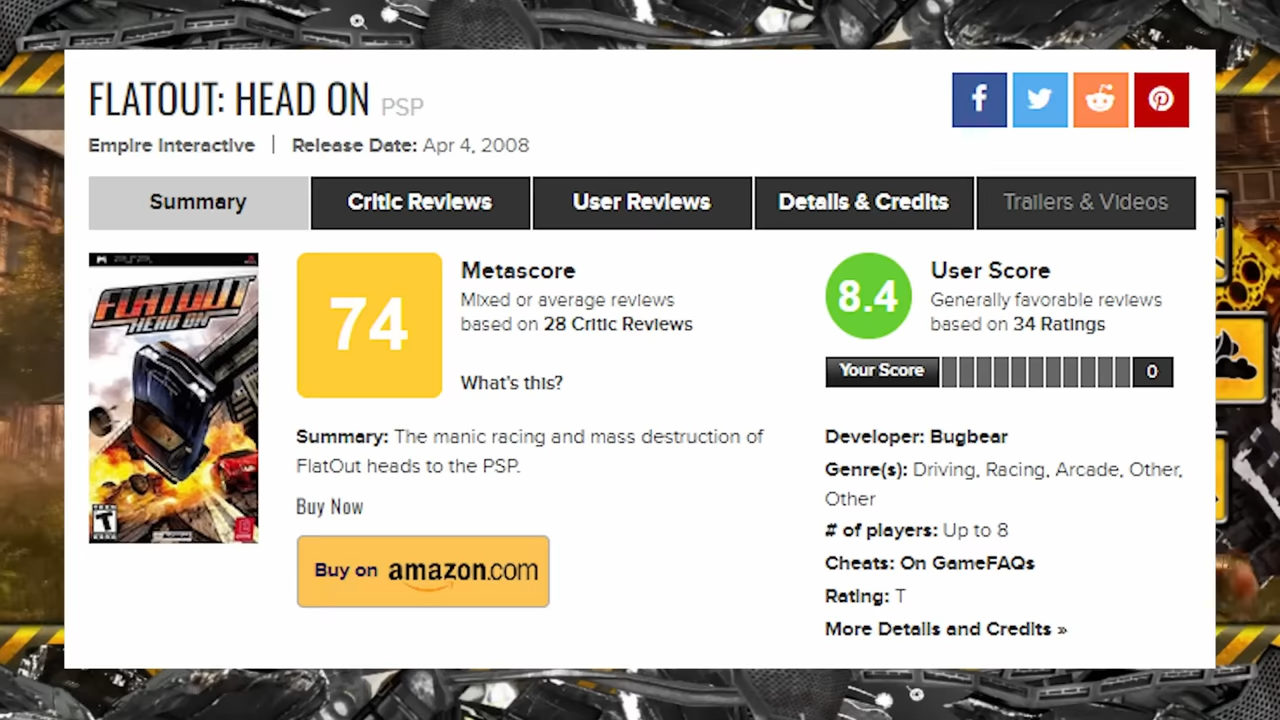 FLATOUT: HEAD ON PSP
Empire Interactive | Release Date: Apr 4, 2008
Summary Critic Reviews User Reviews Details & Credits Trailers & Videos
PSP
FLATOUT
HEAD ON
T
74
Metascore
Mixed or average reviews
based on 28 Critic Reviews
What's this?
8.4
User Score
Generally favorable reviews
based on 34 Ratings
Your Score 0
Summary: The manic racing and mass destruction of
FlatOut heads to the PSP.
Buy Now
Buy on amazon.com
Developer: Bugbear
Genre(s): Driving, Racing, Arcade, Other,
Other
# of players: Up to 8
Cheats: On GameFAQs
Rating: T
More Details and Credits »